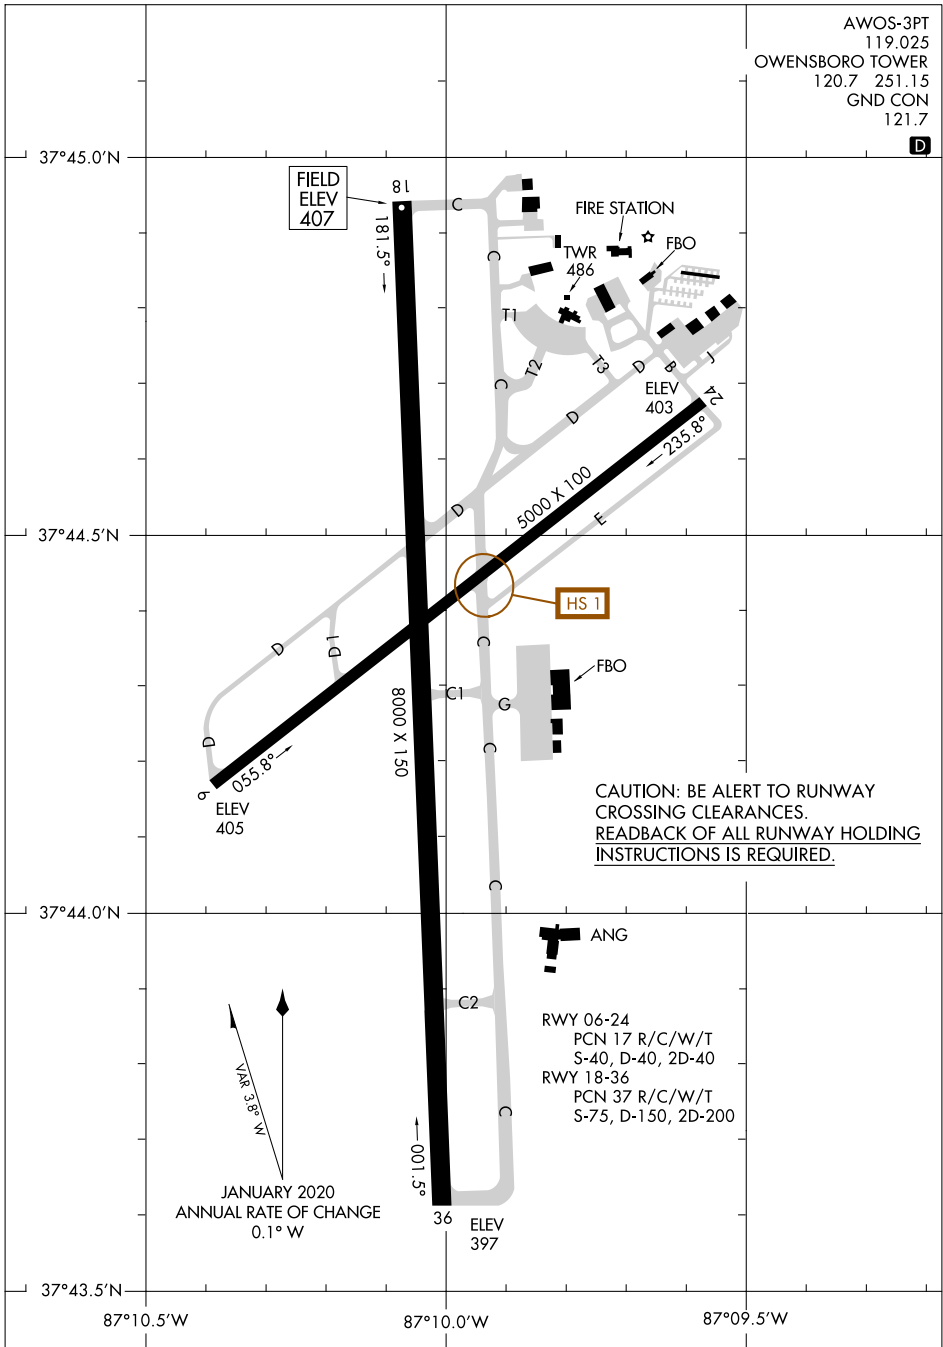 AWOS-3PT
119.025
OWENSBORO TOWER
120.7 251.15
GND CON
121.7
D
37°45.0'N
FIELD
ELEV
407
18
C
181.5°
FIRE STATION
FBO
TWR
486
C
T1
T2
T3
C
D
B
J
ELEV
403
24
D
235.8°
5000 X 100
D
E
37°44.5'N
HS 1
D
D1
C
C1
G
FBO
8000 X 150
C
D
055.8°
6
ELEV
405
CAUTION: BE ALERT TO RUNWAY
CROSSING CLEARANCES.
READBACK OF ALL RUNWAY HOLDING
INSTRUCTIONS IS REQUIRED.
C
37°44.0'N
ANG
C2
RWY 06-24
PCN 17 R/C/W/T
S-40, D-40, 2D-40
RWY 18-36
PCN 37 R/C/W/T
S-75, D-150, 2D-200
VAR 3.8° W
C
001.5°
JANUARY 2020
ANNUAL RATE OF CHANGE
0.1° W
36
ELEV
397
37°43.5'N
87°10.5'W
87°10.0'W
87°09.5'W